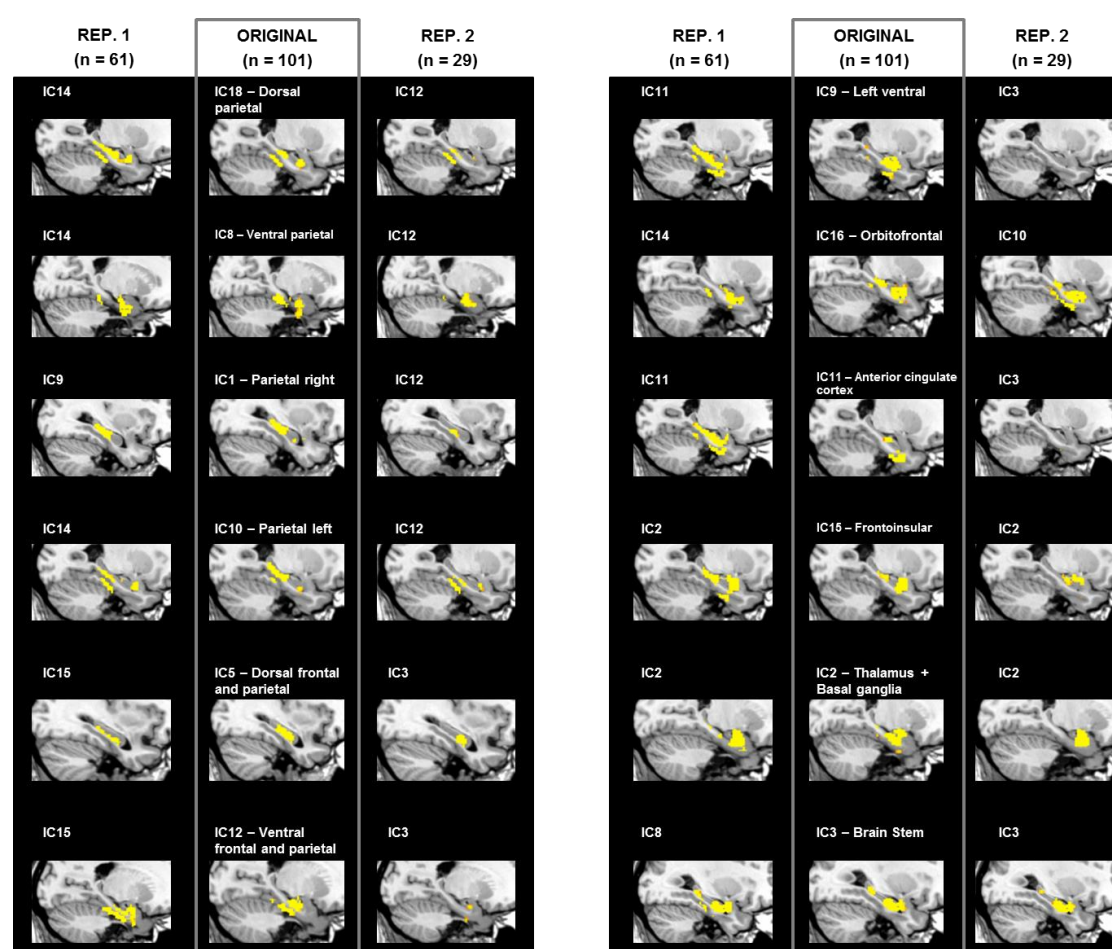 REP. 1
ORIGINAL
REP. 2
(n = 61)
(n = 101)
(n = 29)
IC14
IC18 – Dorsal
parietal
IC12
IC14
IC8 – Ventral parietal
IC12
IC9
IC1 – Parietal right
IC12
IC14
IC10 – Parietal left
IC12
IC15
IC5 – Dorsal frontal
and parietal
IC3
IC15
IC12 – Ventral
frontal and parietal
IC3
REP. 1
ORIGINAL
REP. 2
(n = 61)
(n = 101)
(n = 29)
IC11
IC9 – Left ventral
IC3
IC14
IC16 – Orbitofrontal
IC10
IC11
IC11 – Anterior cingulate
cortex
IC3
IC2
IC15 – Frontoinsular
IC2
IC2
IC2 – Thalamus +
Basal ganglia
IC2
IC8
IC3 – Brain Stem
IC3